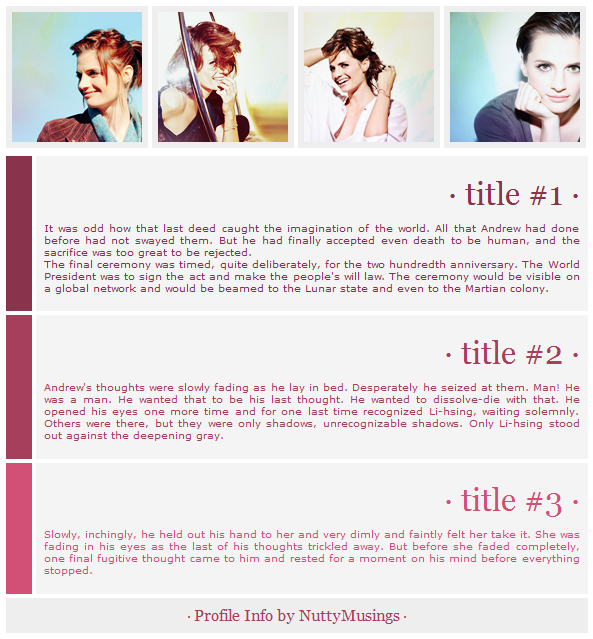 · title #1 ·
It was odd how that last deed caught the imagination of the world. All that Andrew had done
before had not swayed them. But he had finally accepted even death to be human, and the
sacrifice was too great to be rejected.
The final ceremony was timed, quite deliberately, for the two hundredth anniversary. The World
President was to sign the act and make the people's will law. The ceremony would be visible on
a global network and would be beamed to the Lunar state and even to the Martian colony.
· title #2 ·
Andrew's thoughts were slowly fading as he lay in bed. Desperately he seized at them. Man! He
was a man. He wanted that to be his last thought. He wanted to dissolve-die with that. He
opened his eyes one more time and for one last time recognized Li-hsing, waiting solemnly.
Others were there, but they were only shadows, unrecognizable shadows. Only Li-hsing stood
out against the deepening gray.
· title #3 ·
Slowly, inchingly, he held out his hand to her and very dimly and faintly felt her take it. She was
fading in his eyes as the last of his thoughts trickled away. But before she faded completely,
one final fugitive thought came to him and rested for a moment on his mind before everything
stopped.
· Profile Info by NuttyMusings ·